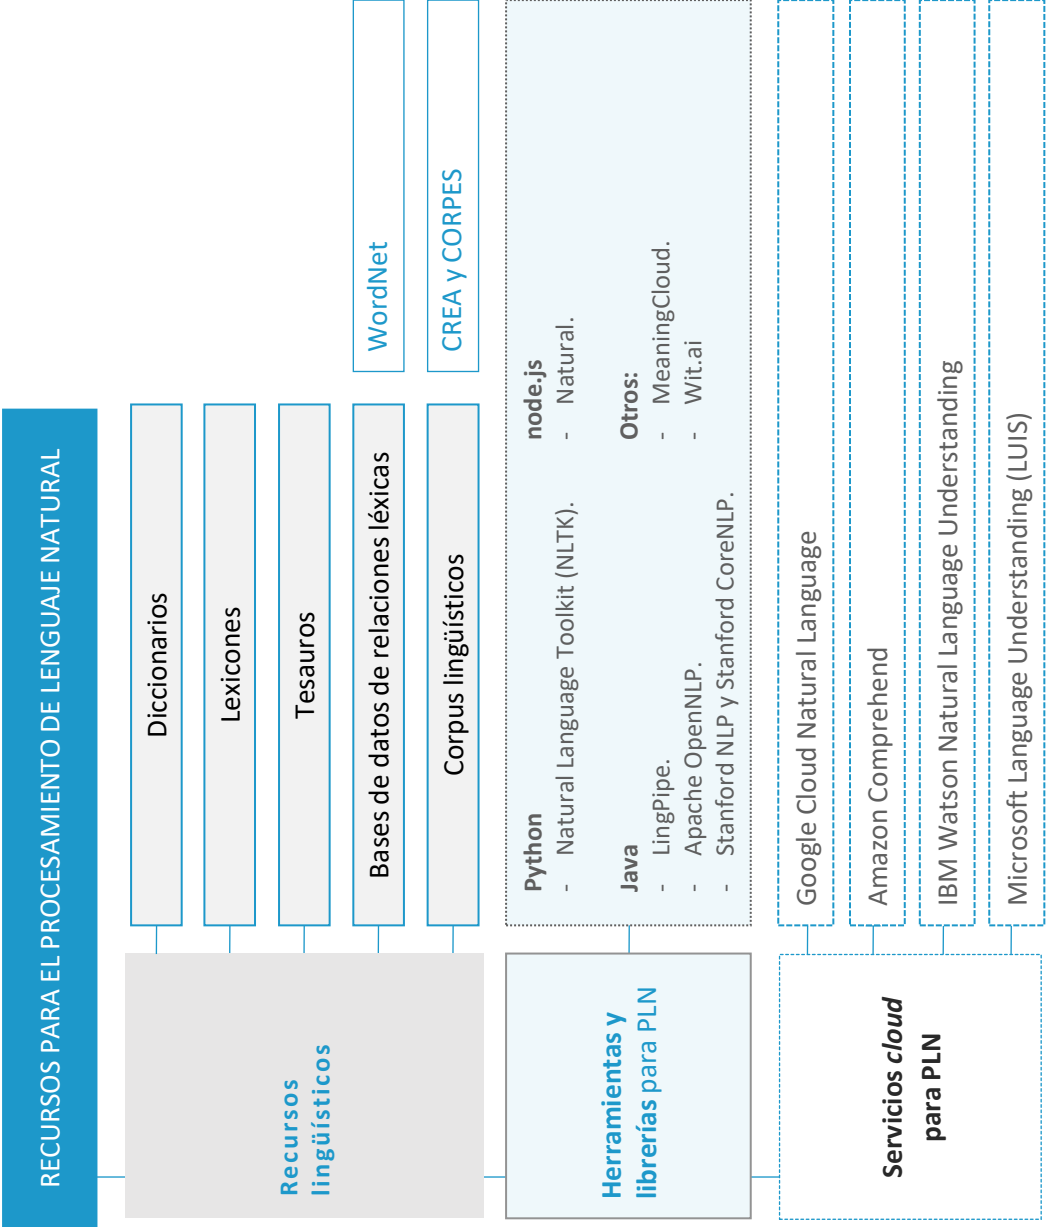 RECURSOS PARA EL PROCESAMIENTO DE LENGUAJE NATURAL
Recursos
lingüísticos
Diccionarios
Lexicones
Tesauros
Bases de datos de relaciones léxicas
WordNet
Corpus lingüísticos
CREA y CORPES
Herramientas y
librerías para PLN
Python
- Natural Language Toolkit (NLTK).
Java
- LingPipe.
- Apache OpenNLP.
- Stanford NLP y Stanford CoreNLP.
node.js
- Natural.
Otros:
- MeaningCloud.
- Wit.ai
Servicios cloud
para PLN
Google Cloud Natural Language
Amazon Comprehend
IBM Watson Natural Language Understanding
Microsoft Language Understanding (LUIS)